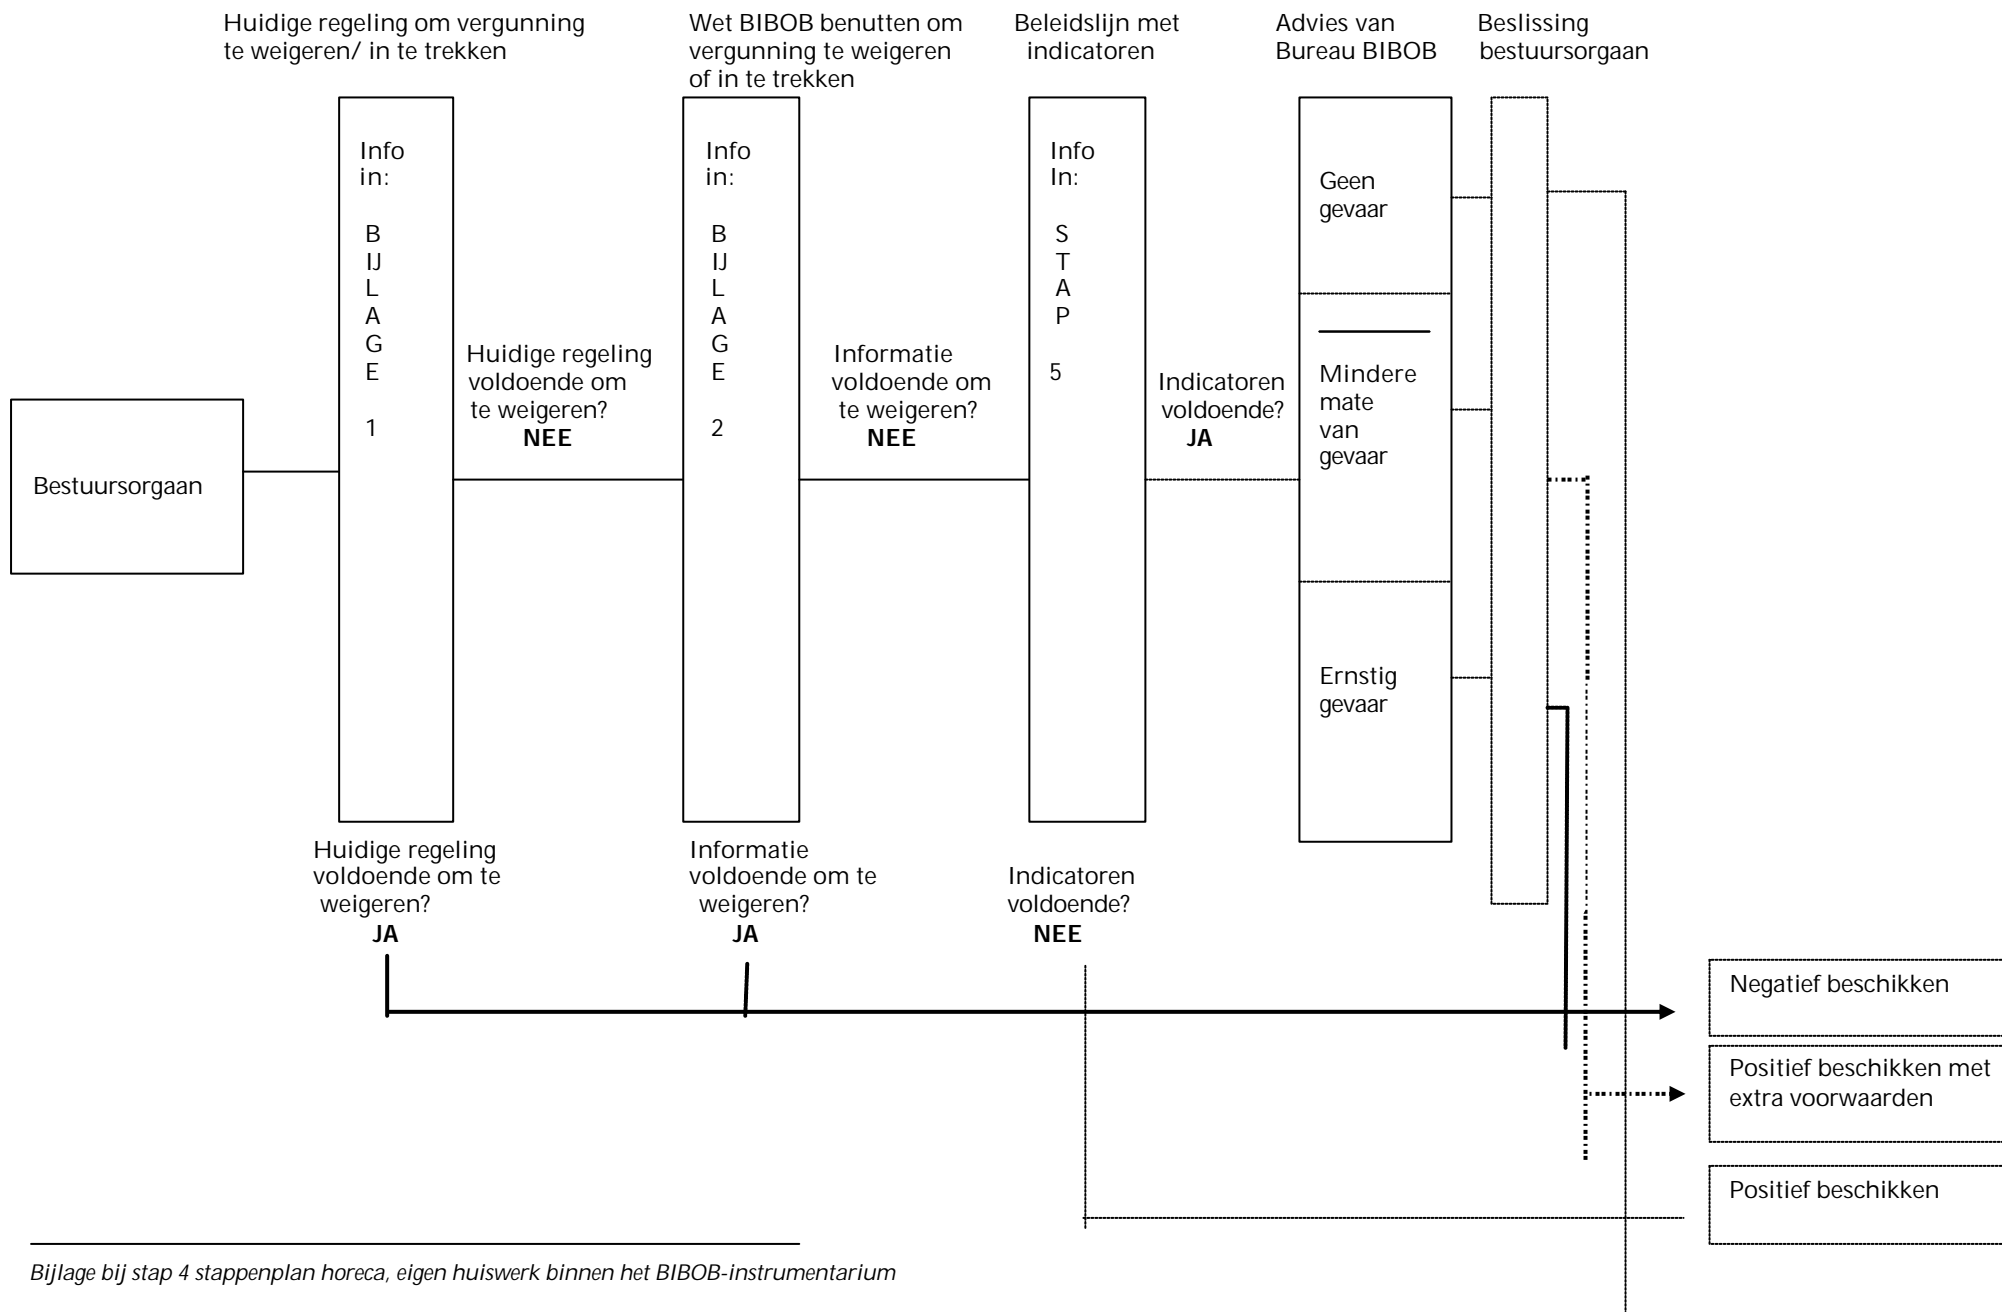 Huidige regeling om vergunning
te weigeren/ in te trekken
Wet BIBOB benutten om
vergunning te weigeren
of in te trekken
Beleidslijn met
indicatoren
Advies van
Bureau BIBOB
Beslissing
bestuursorgaan
Bestuursorgaan
Info
in:
B
IJ
L
A
G
E
1
Huidige regeling
voldoende om
te weigeren?
NEE
Info
in:
B
IJ
L
A
G
E
2
Informatie
voldoende om
te weigeren?
NEE
Info
In:
S
T
A
P
5
Indicatoren
voldoende?
JA
Geen
gevaar
Mindere
mate
van
gevaar
Ernstig
gevaar
Huidige regeling
voldoende om te
weigeren?
JA
Informatie
voldoende om te
weigeren?
JA
Indicatoren
voldoende?
NEE
Negatief beschikken
Positief beschikken met
extra voorwaarden
Positief beschikken
Bijlage bij stap 4 stappenplan horeca, eigen huiswerk binnen het BIBOB-instrumentarium